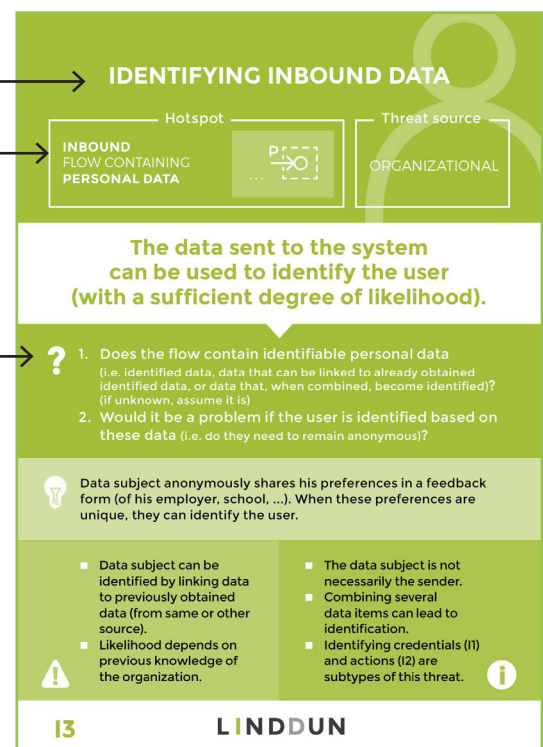 IDENTIFYING INBOUND DATA
Hotspot
INBOUND
FLOW CONTAINING
PERSONAL DATA
P
...
Threat source
ORGANIZATIONAL
The data sent to the system
can be used to identify the user
(with a sufficient degree of likelihood).
?
1. Does the flow contain identifiable personal data
(i.e. identified data, data that can be linked to already obtained
identified data, or data that, when combined, become identified)?
(if unknown, assume it is)
2. Would it be a problem if the user is identified based on
these data (i.e. do they need to remain anonymous)?
Data subject anonymously shares his preferences in a feedback
form (of his employer, school, ...). When these preferences are
unique, they can identify the user.
Data subject can be
identified by linking data
to previously obtained
data (from same or other
source).
Likelihood depends on
previous knowledge of
the organization.
The data subject is not
necessarily the sender.
Combining several
data items can lead to
identification.
Identifying credentials (I1)
and actions (I2) are
subtypes of this threat.
I3
LINDDUN